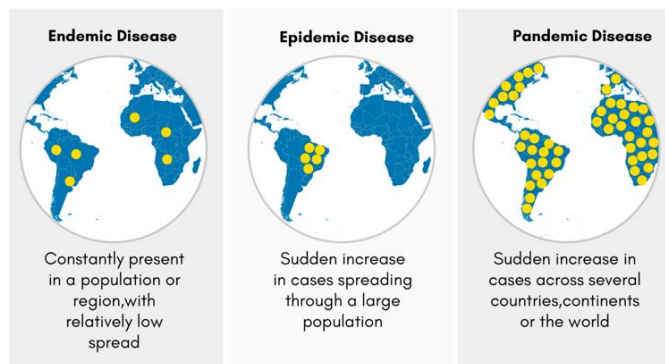 Endemic Disease
Constantly present
in a population or
region,with
relatively low
spread
Epidemic Disease
Sudden increase
in cases spreading
through a large
population
Pandemic Disease
Sudden increase in
cases across several
countries,continents
or the world